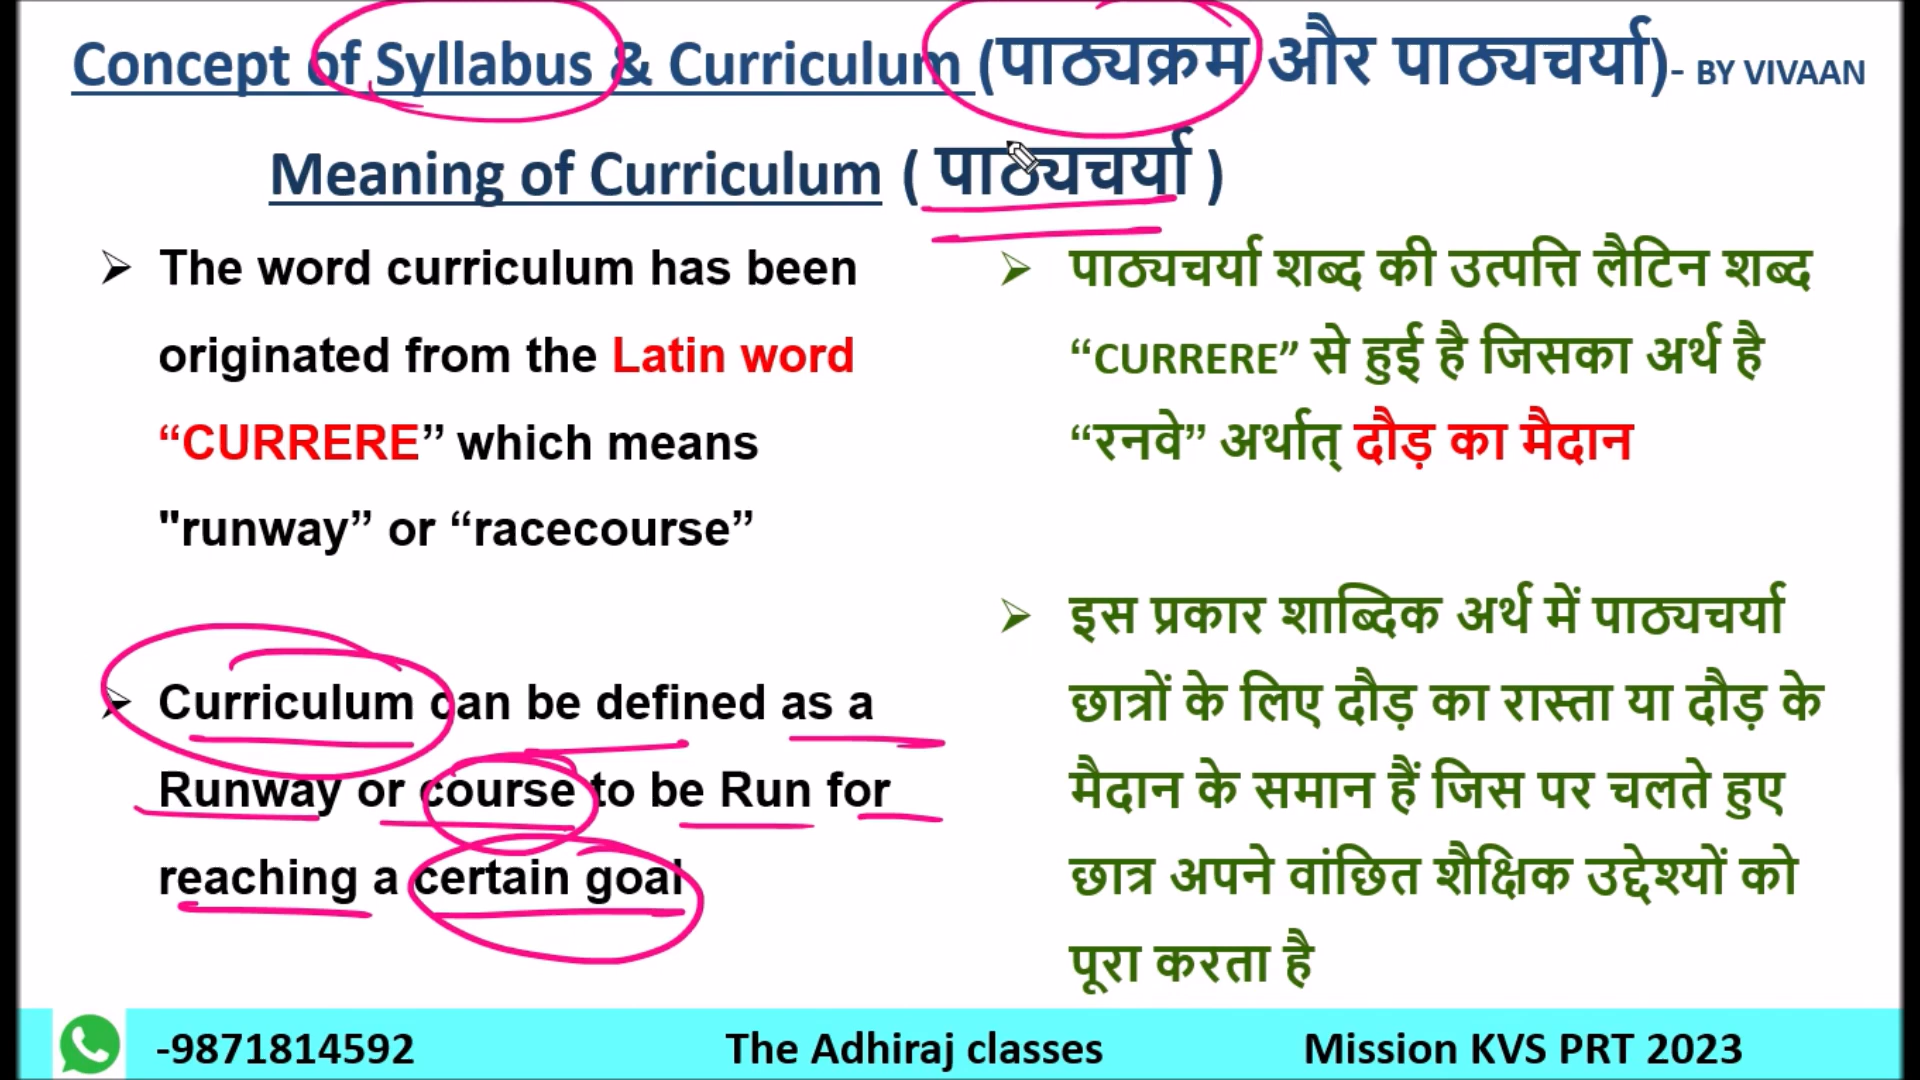 Concept of Syllabus & Curriculum (पाठ्यक्रम और पाठ्यचर्या)- BY VIVAAN
Meaning of Curriculum ( पाठ्यचर्या )
➢ The word curriculum has been
originated from the Latin word
“CURRERE” which means
"runway” or “racecourse”
➢ Curriculum can be defined as a
Runway or course to be Run for
reaching a certain goal
➢ पाठ्यचर्या शब्द की उत्पत्ति लैटिन शब्द
“CURRERE” से हुई है जिसका अर्थ है
“रनवे” अर्थात् दौड़ का मैदान
➢ इस प्रकार शाब्दिक अर्थ में पाठ्यचर्या
छात्रों के लिए दौड़ का रास्ता या दौड़ के
मैदान के समान हैं जिस पर चलते हुए
छात्र अपने वांछित शैक्षिक उद्देश्यों को
पूरा करता है
-9871814592 The Adhiraj classes Mission KVS PRT 2023